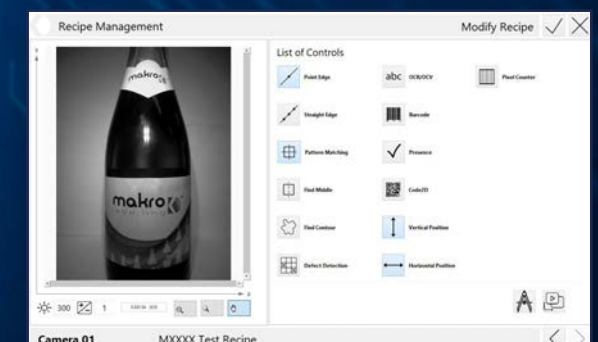 Recipe Management
Modify Recipe
List of Controls
Point Edge
abc OCR/OCV
Pixel Counter
Straight Edge
Barcode
Pattern Matching
Presence
Find Middle
Code2D
Find Contour
Vertical Position
Defect Detection
Horizontal Position
makro
makro
labelling
300
1
Camera 01
MXXXX Test Recipe